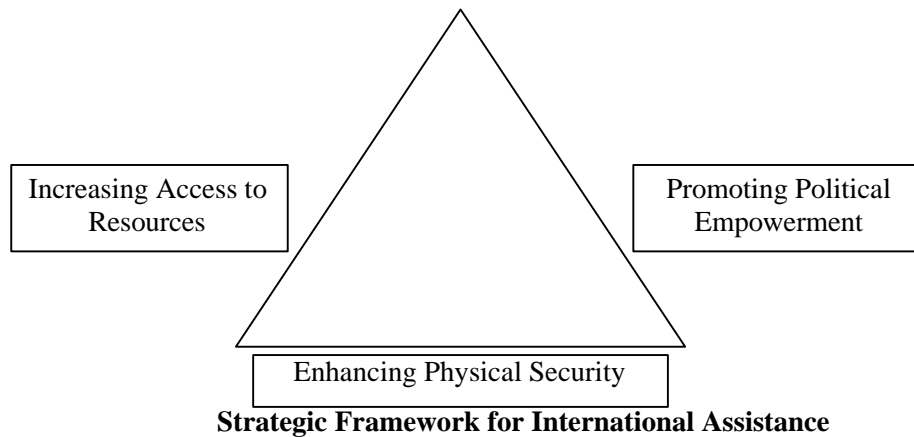 Increasing Access to
Resources
Promoting Political
Empowerment
Enhancing Physical Security
Strategic Framework for International Assistance